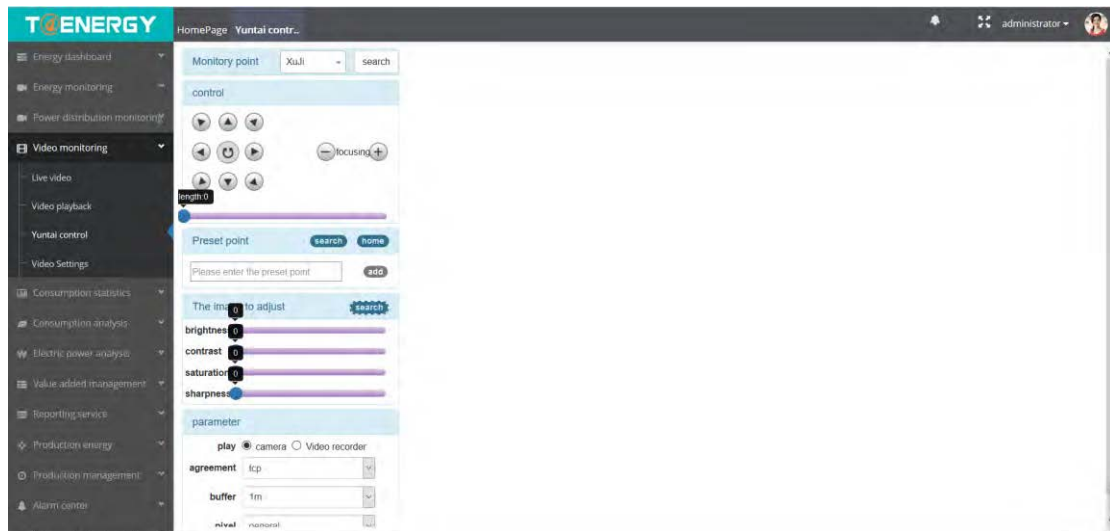 T@ENERGY
HomePage Yuntai contr..
administrator
Energy dashboard
Energy monitoring
Power distribution monitoring
Video monitoring
Live video
Video playback
Yuntai control
Video Settings
Consumption statistics
Consumption analysis
Electric power analysis
Value added management
Reporting service
Production energy
Production management
Alarm center
Monitory point XuJi search
control
focusing
length:0
Preset point search home
Please enter the preset point add
The to adjust search
0
brightnes 0
contrast 0
saturation 0
sharpness
parameter
play camera Video recorder
agreement tcp
buffer 1m
pixel general